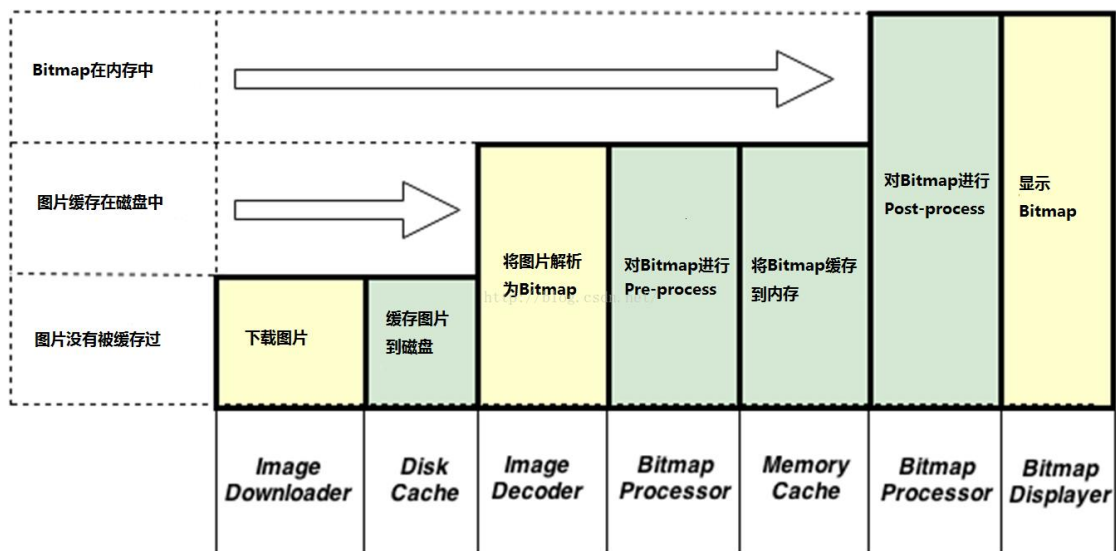 Bitmap在内存中
图片缓存在磁盘中
图片没有被缓存过
下载图片
缓存图片
到磁盘
将图片解析
为Bitmap
对Bitmap进行
Pre-process
将Bitmap缓存
到内存
对Bitmap进行
Post-process
显示
Bitmap
http://blog.csdn.net/
Image
Downloader
Disk
Cache
Image
Decoder
Bitmap
Processor
Memory
Cache
Bitmap
Processor
Bitmap
Displayer